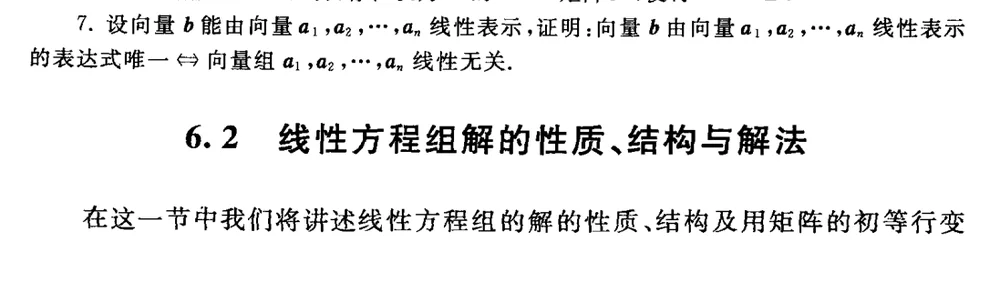 7. 设向量 b 能由向量 a₁,a₂,…,aₙ 线性表示,证明:向量 b 由向量 a₁,a₂,…,aₙ 线性表示
的表达式唯一 ⇔ 向量组 a₁,a₂,…,aₙ 线性无关.
6.2 线性方程组解的性质、结构与解法
在这一节中我们将讲述线性方程组的解的性质、结构及用矩阵的初等行变